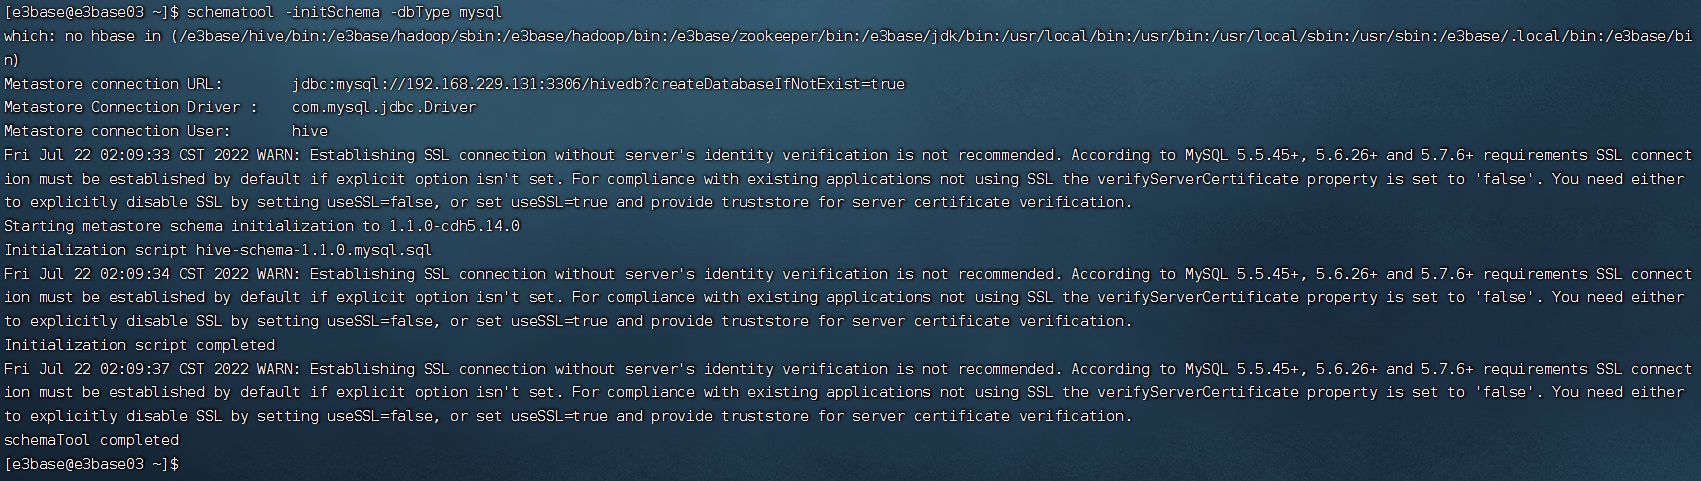 [e3base@e3base03 ~]$ schematool -initSchema -dbType mysql
which: no hbase in (/e3base/hive/bin:/e3base/hadoop/sbin:/e3base/hadoop/bin:/e3base/zookeeper/bin:/e3base/jdk/bin:/usr/local/bin:/usr/bin:/usr/local/sbin:/usr/sbin:/e3base/.local/bin:/e3base/bi
n)
Metastore connection URL:        jdbc:mysql://192.168.229.131:3306/hivedb?createDatabaseIfNotExist=true
Metastore Connection Driver :    com.mysql.jdbc.Driver
Metastore connection User:       hive
Fri Jul 22 02:09:33 CST 2022 WARN: Establishing SSL connection without server's identity verification is not recommended. According to MySQL 5.5.45+, 5.6.26+ and 5.7.6+ requirements SSL connect
ion must be established by default if explicit option isn't set. For compliance with existing applications not using SSL the verifyServerCertificate property is set to 'false'. You need either
to explicitly disable SSL by setting useSSL=false, or set useSSL=true and provide truststore for server certificate verification.
Starting metastore schema initialization to 1.1.0-cdh5.14.0
Initialization script hive-schema-1.1.0.mysql.sql
Fri Jul 22 02:09:34 CST 2022 WARN: Establishing SSL connection without server's identity verification is not recommended. According to MySQL 5.5.45+, 5.6.26+ and 5.7.6+ requirements SSL connect
ion must be established by default if explicit option isn't set. For compliance with existing applications not using SSL the verifyServerCertificate property is set to 'false'. You need either
to explicitly disable SSL by setting useSSL=false, or set useSSL=true and provide truststore for server certificate verification.
Initialization script completed
Fri Jul 22 02:09:37 CST 2022 WARN: Establishing SSL connection without server's identity verification is not recommended. According to MySQL 5.5.45+, 5.6.26+ and 5.7.6+ requirements SSL connect
ion must be established by default if explicit option isn't set. For compliance with existing applications not using SSL the verifyServerCertificate property is set to 'false'. You need either
to explicitly disable SSL by setting useSSL=false, or set useSSL=true and provide truststore for server certificate verification.
schemaTool completed
[e3base@e3base03 ~]$